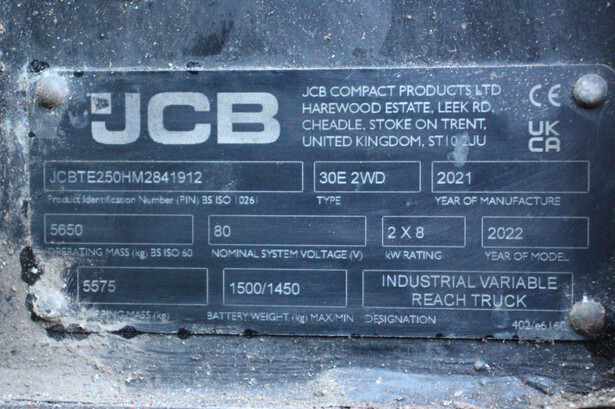 JCB
JCB COMPACT PRODUCTS LTD
HAREWOOD ESTATE, LEEK RD,
CHEADLE, STOKE ON TRENT,
UNITED KINGDOM, ST10 2JU
CE
UK
CA
JCBTE250HM2841912
30E 2WD
2021
Product Identification Number (PIN) BS ISO 10261
TYPE
YEAR OF MANUFACTURE
5650
80
2 X 8
2022
OPERATING MASS (kg) BS ISO 60
NOMINAL SYSTEM VOLTAGE (V)
kW RATING
YEAR OF MODEL
5575
1500/1450
INDUSTRIAL VARIABLE
REACH TRUCK
SHIPPING MASS (kg)
BATTERY WEIGHT (kg) MAX/MIN
DESIGNATION